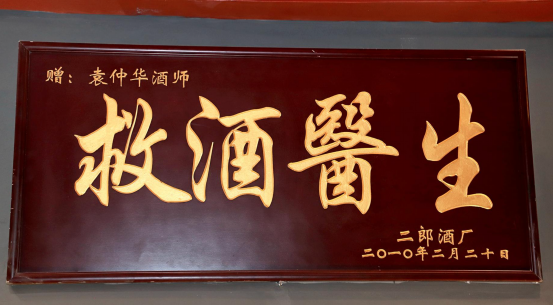 赠：袁仲华酒师
救酒醫生
二郎酒厂
二〇一〇年二月二十日